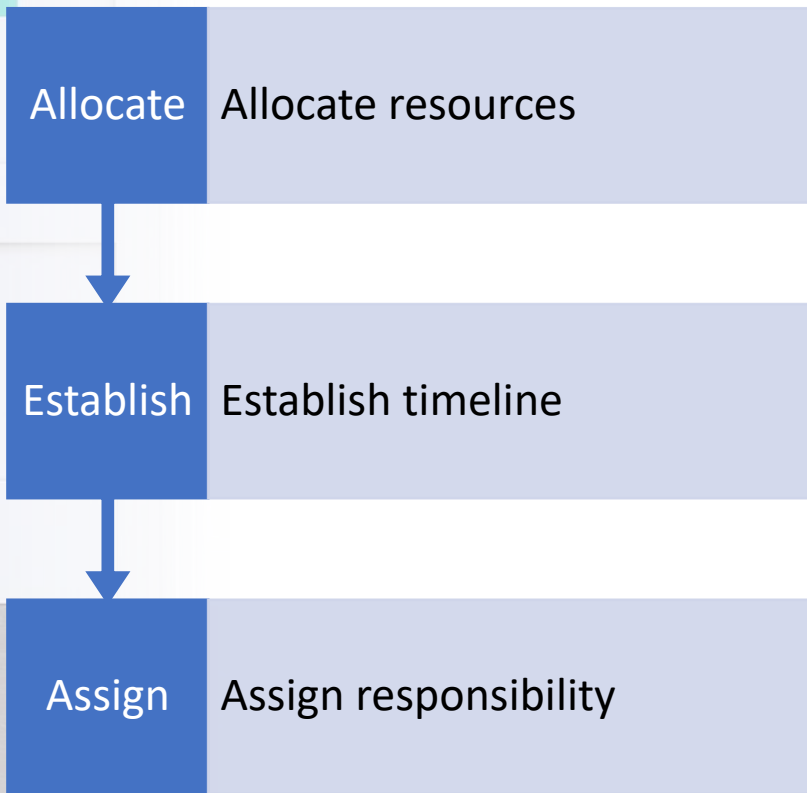 Allocate
Allocate resources
Establish
Establish timeline
Assign
Assign responsibility